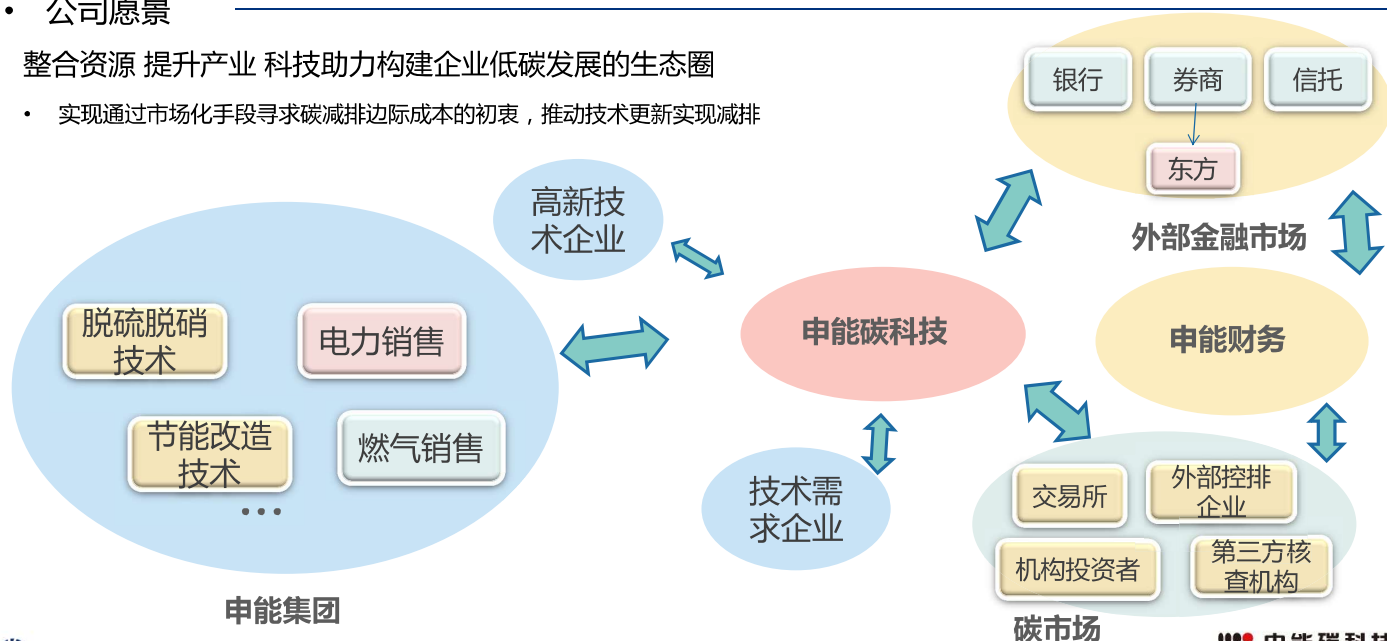 • 公司愿景
整合资源 提升产业 科技助力构建企业低碳发展的生态圈
• 实现通过市场化手段寻求碳减排边际成本的初衷，推动技术更新实现减排
银行
券商
信托
东方
外部金融市场
高新技
术企业
脱硫脱硝
技术
电力销售
节能改造
技术
燃气销售
•••
申能集团
申能碳科技
申能财务
技术需
求企业
交易所
外部控排
企业
机构投资者
第三方核
查机构
碳市场
申能碳科技